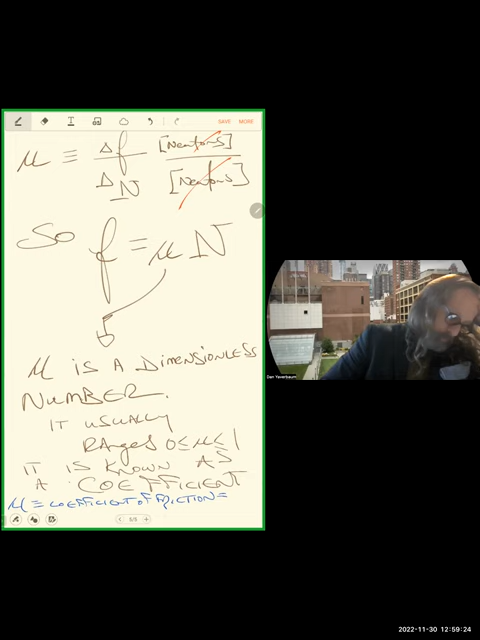 SAVE MORE
μ ≡ Δf [Newtons]
ΔN [Newtons]
So f = μN
μ IS A DIMENSIONLESS
NUMBER.
IT USUALLY
RANGES 0≤μ≤1
IT IS KNOWN AS
A COEFFICIENT
μ ≡ COEFFICIENT OF FRICTION =
5/5
Dan Yaverbaum
2022-11-30 12:59:24